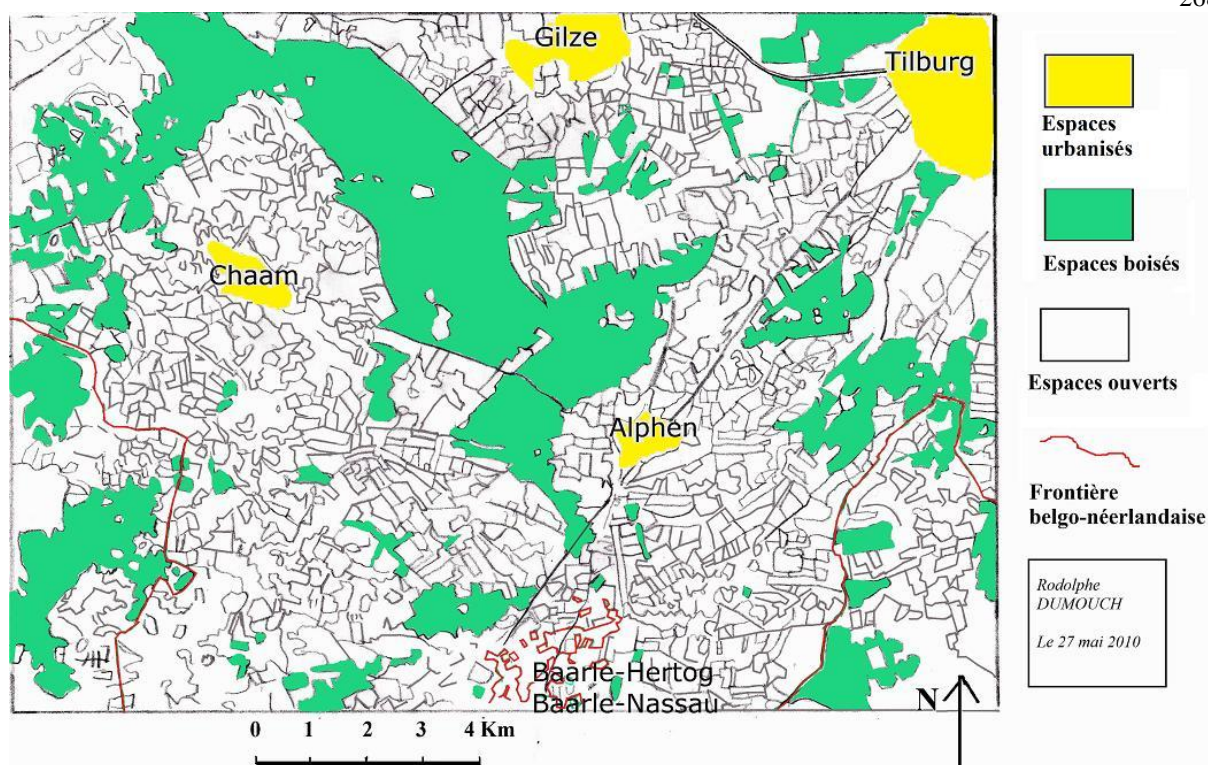 Gilze
Tilburg
Chaam
Alphen
Baarle-Hertog
Baarle-Nassau
N
0 1 2 3 4 Km
Espaces
urbanisés
Espaces boisés
Espaces ouverts
Frontière
belgo-néerlandaise
Rodolphe
DUMOUCH
Le 27 mai 2010